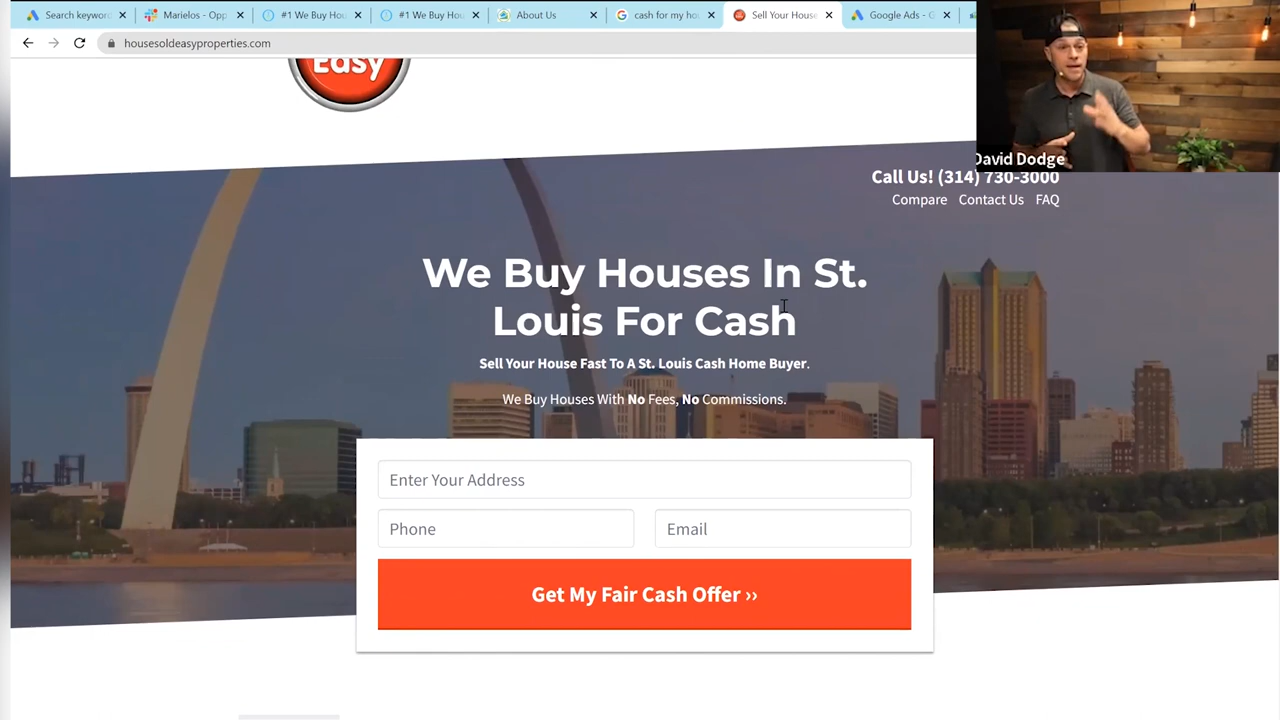 Search keyword
Marielos - Opp
#1 We Buy Hou
#1 We Buy Hou
About Us
cash for my ho
Sell Your House
Google Ads - G
housesoldeasyproperties.com
Easy
David Dodge
Call Us! (314) 730-3000
Compare Contact Us FAQ
We Buy Houses In St.
Louis For Cash
Sell Your House Fast To A St. Louis Cash Home Buyer.
We Buy Houses With No Fees, No Commissions.
Enter Your Address
Phone
Email
Get My Fair Cash Offer ››